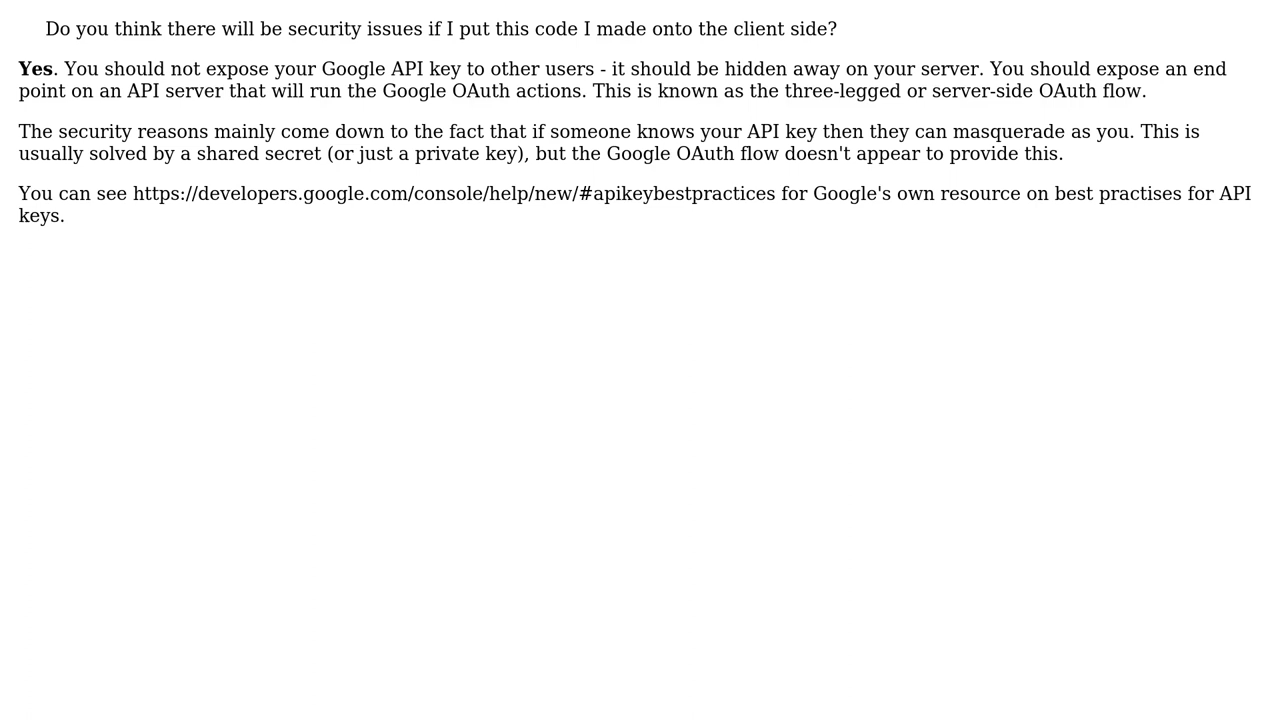 Do you think there will be security issues if I put this code I made onto the client side?
Yes. You should not expose your Google API key to other users - it should be hidden away on your server. You should expose an end
point on an API server that will run the Google OAuth actions. This is known as the three-legged or server-side OAuth flow.
The security reasons mainly come down to the fact that if someone knows your API key then they can masquerade as you. This is
usually solved by a shared secret (or just a private key), but the Google OAuth flow doesn't appear to provide this.
You can see https://developers.google.com/console/help/new/#apikeybestpractices for Google's own resource on best practises for API
keys.